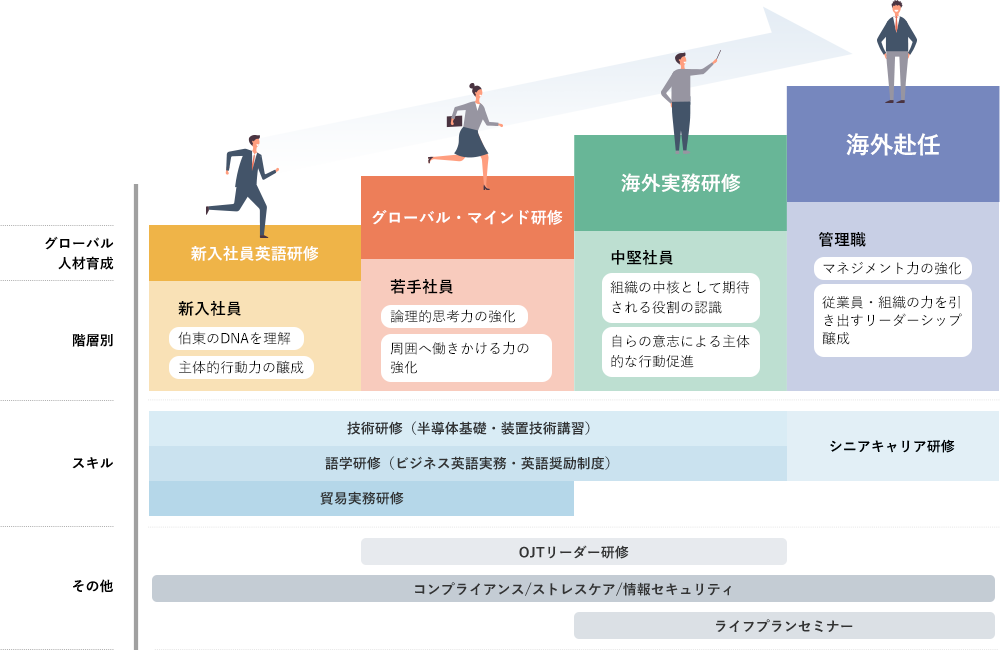 海外赴任
海外実務研修
グローバル・マインド研修
新入社員英語研修
グローバル
人材育成
階層別
新入社員
伯東のDNAを理解
主体的行動力の醸成
若手社員
論理的思考力の強化
周囲へ働きかける力の
強化
中堅社員
組織の中核として期待
される役割の認識
自らの意志による主体
的な行動促進
管理職
マネジメント力の強化
従業員・組織の力を引
き出すリーダーシップ
醸成
スキル
技術研修（半導体基礎・装置技術講習）
語学研修（ビジネス英語実務・英語奨励制度）
貿易実務研修
シニアキャリア研修
その他
OJTリーダー研修
コンプライアンス/ストレスケア/情報セキュリティ
ライフプランセミナー